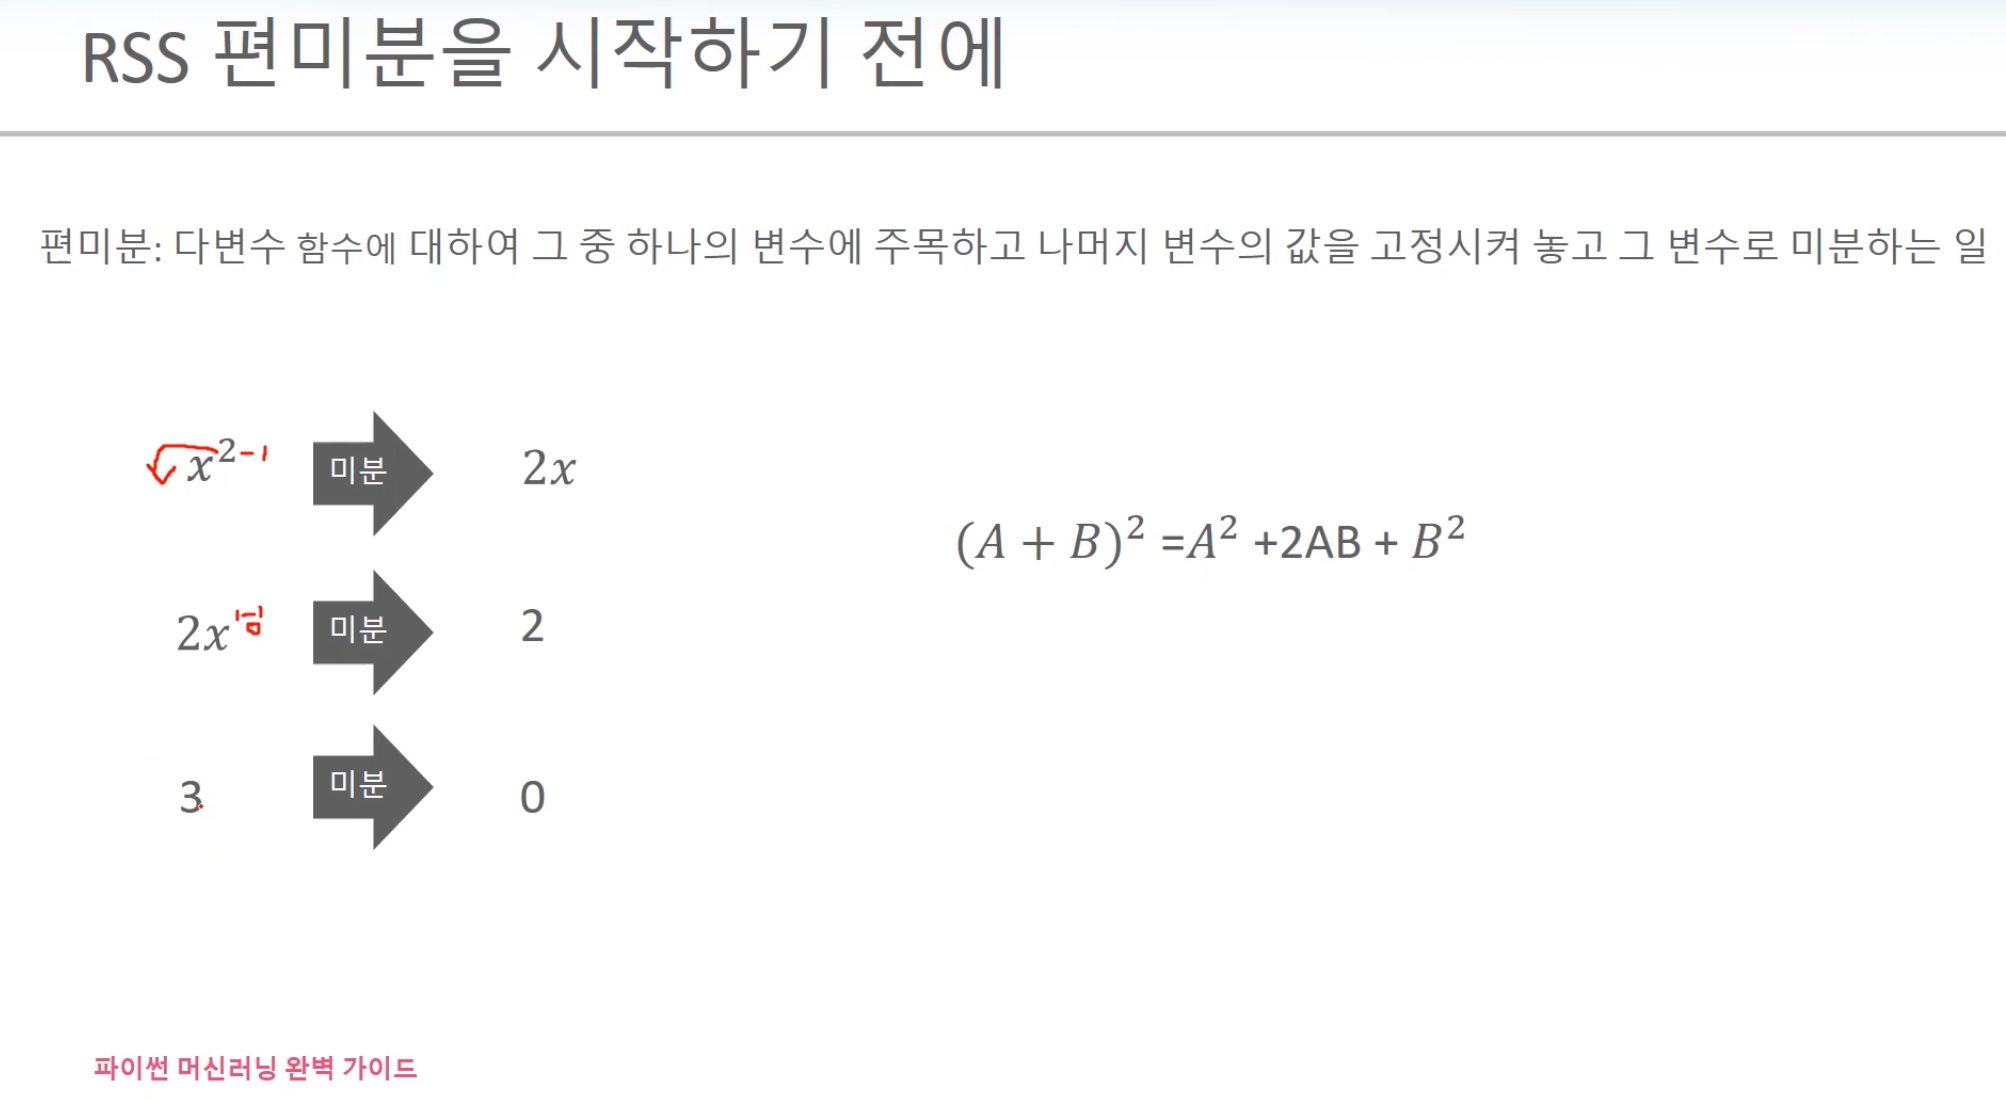 RSS 편미분을 시작하기 전에
편미분: 다변수 함수에 대하여 그 중 하나의 변수에 주목하고 나머지 변수의 값을 고정시켜 놓고 그 변수로 미분하는 일
x^2-1 미분 2x
(A + B)^2 =A^2 +2AB + B^2
2x 미분 2
3 미분 0
파이썬 머신러닝 완벽 가이드